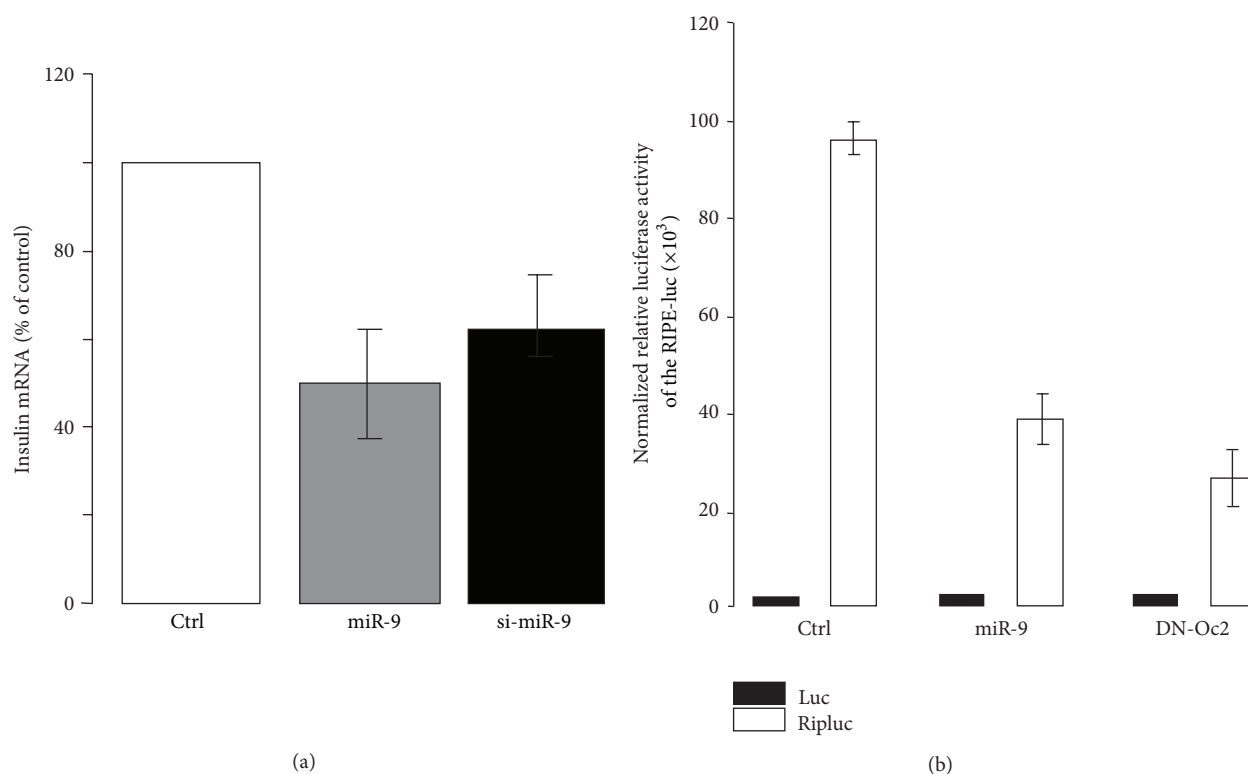 120
80
40
0
Insulin mRNA (% of control)
Ctrl
miR-9
si-miR-9
(a)
120
100
80
60
40
20
0
Normalized relative luciferase activity
of the RIPE-luc (×10³)
Ctrl
miR-9
DN-Oc2
Luc
Ripluc
(b)